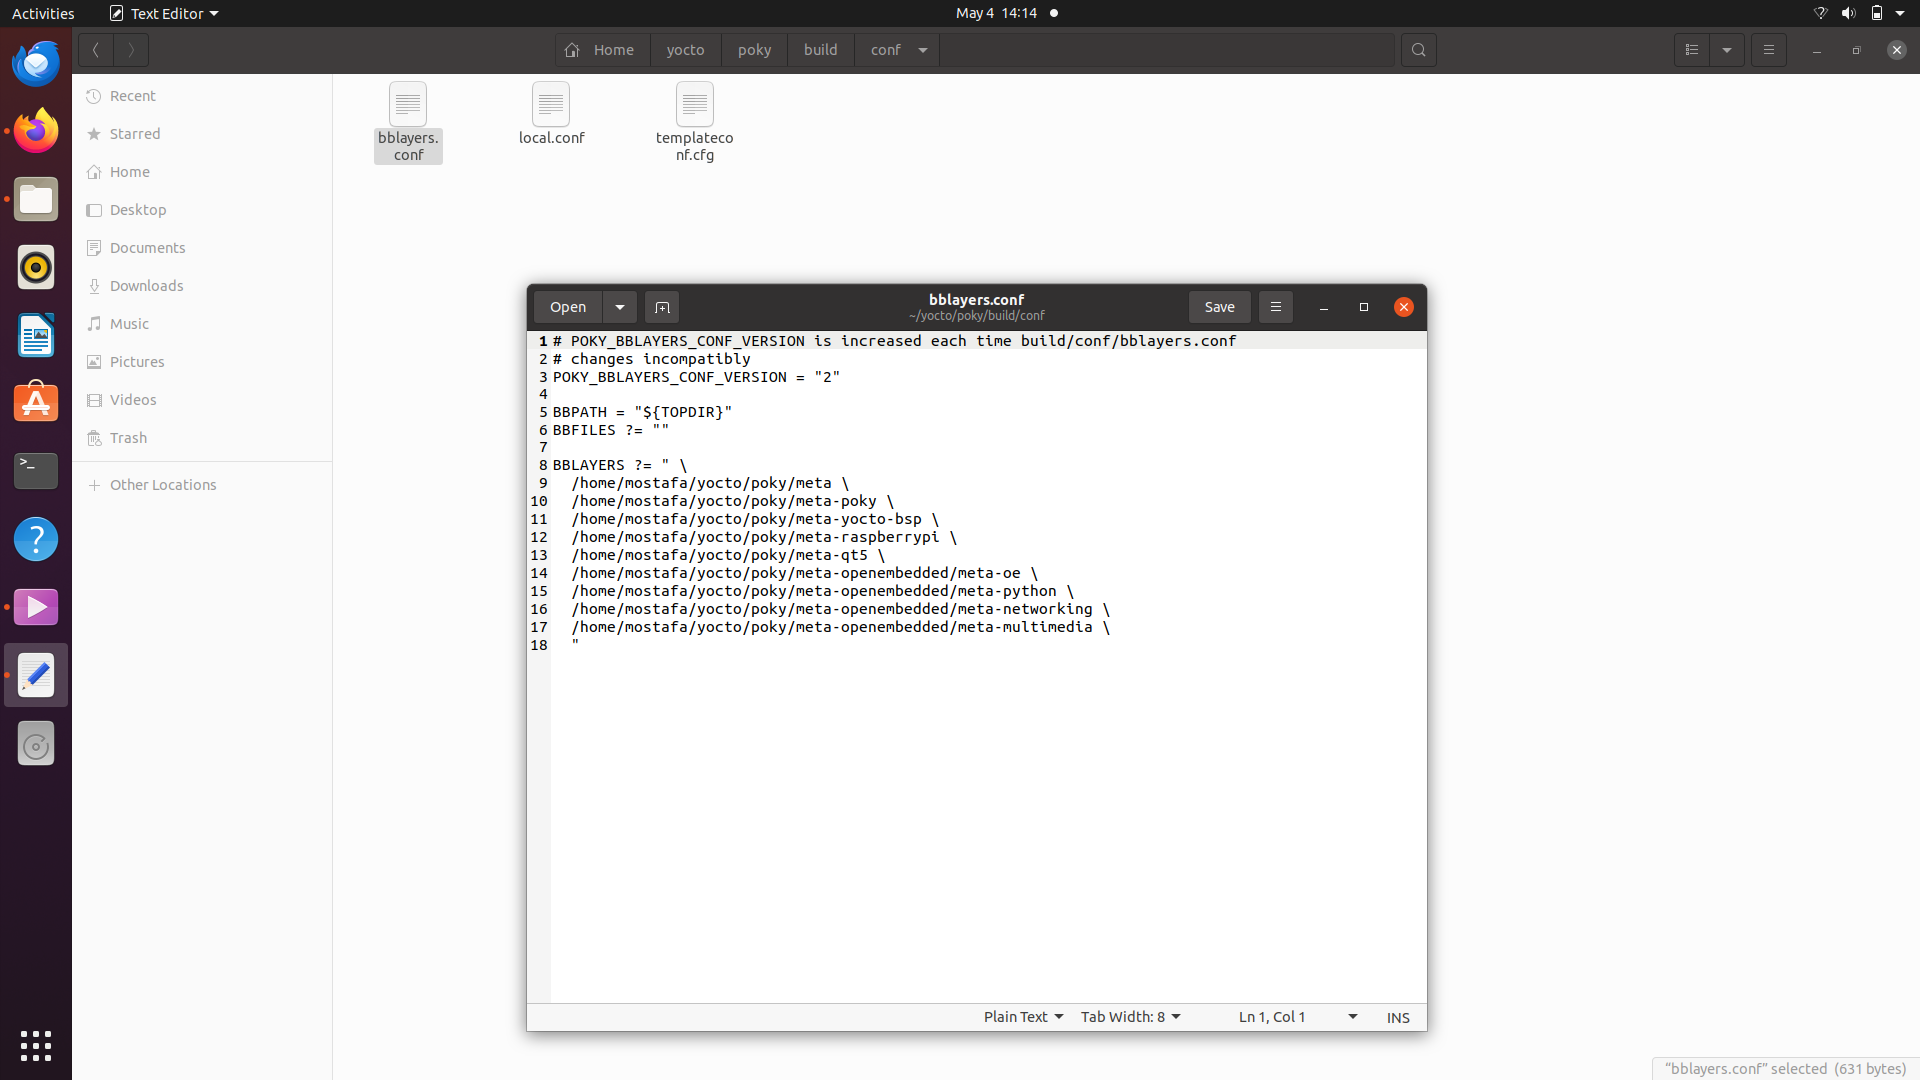 Activities
Text Editor
May 4 14:14
Home
yocto
poky
build
conf
Recent
Starred
Home
Desktop
Documents
Downloads
Music
Pictures
Videos
Trash
Other Locations
bblayers.
conf
local.conf
templateco
nf.cfg
Open
bblayers.conf
~/yocto/poky/build/conf
Save
1 # POKY_BBLAYERS_CONF_VERSION is increased each time build/conf/bblayers.conf
2 # changes incompatibly
3 POKY_BBLAYERS_CONF_VERSION = "2"
4
5 BBPATH = "${TOPDIR}"
6 BBFILES ?= ""
7
8 BBLAYERS ?= " \
9 /home/mostafa/yocto/poky/meta \
10 /home/mostafa/yocto/poky/meta-poky \
11 /home/mostafa/yocto/poky/meta-yocto-bsp \
12 /home/mostafa/yocto/poky/meta-raspberrypi \
13 /home/mostafa/yocto/poky/meta-qt5 \
14 /home/mostafa/yocto/poky/meta-openembedded/meta-oe \
15 /home/mostafa/yocto/poky/meta-openembedded/meta-python \
16 /home/mostafa/yocto/poky/meta-openembedded/meta-networking \
17 /home/mostafa/yocto/poky/meta-openembedded/meta-multimedia \
18 "
Plain Text
Tab Width: 8
Ln 1, Col 1
INS
"bblayers.conf" selected (631 bytes)